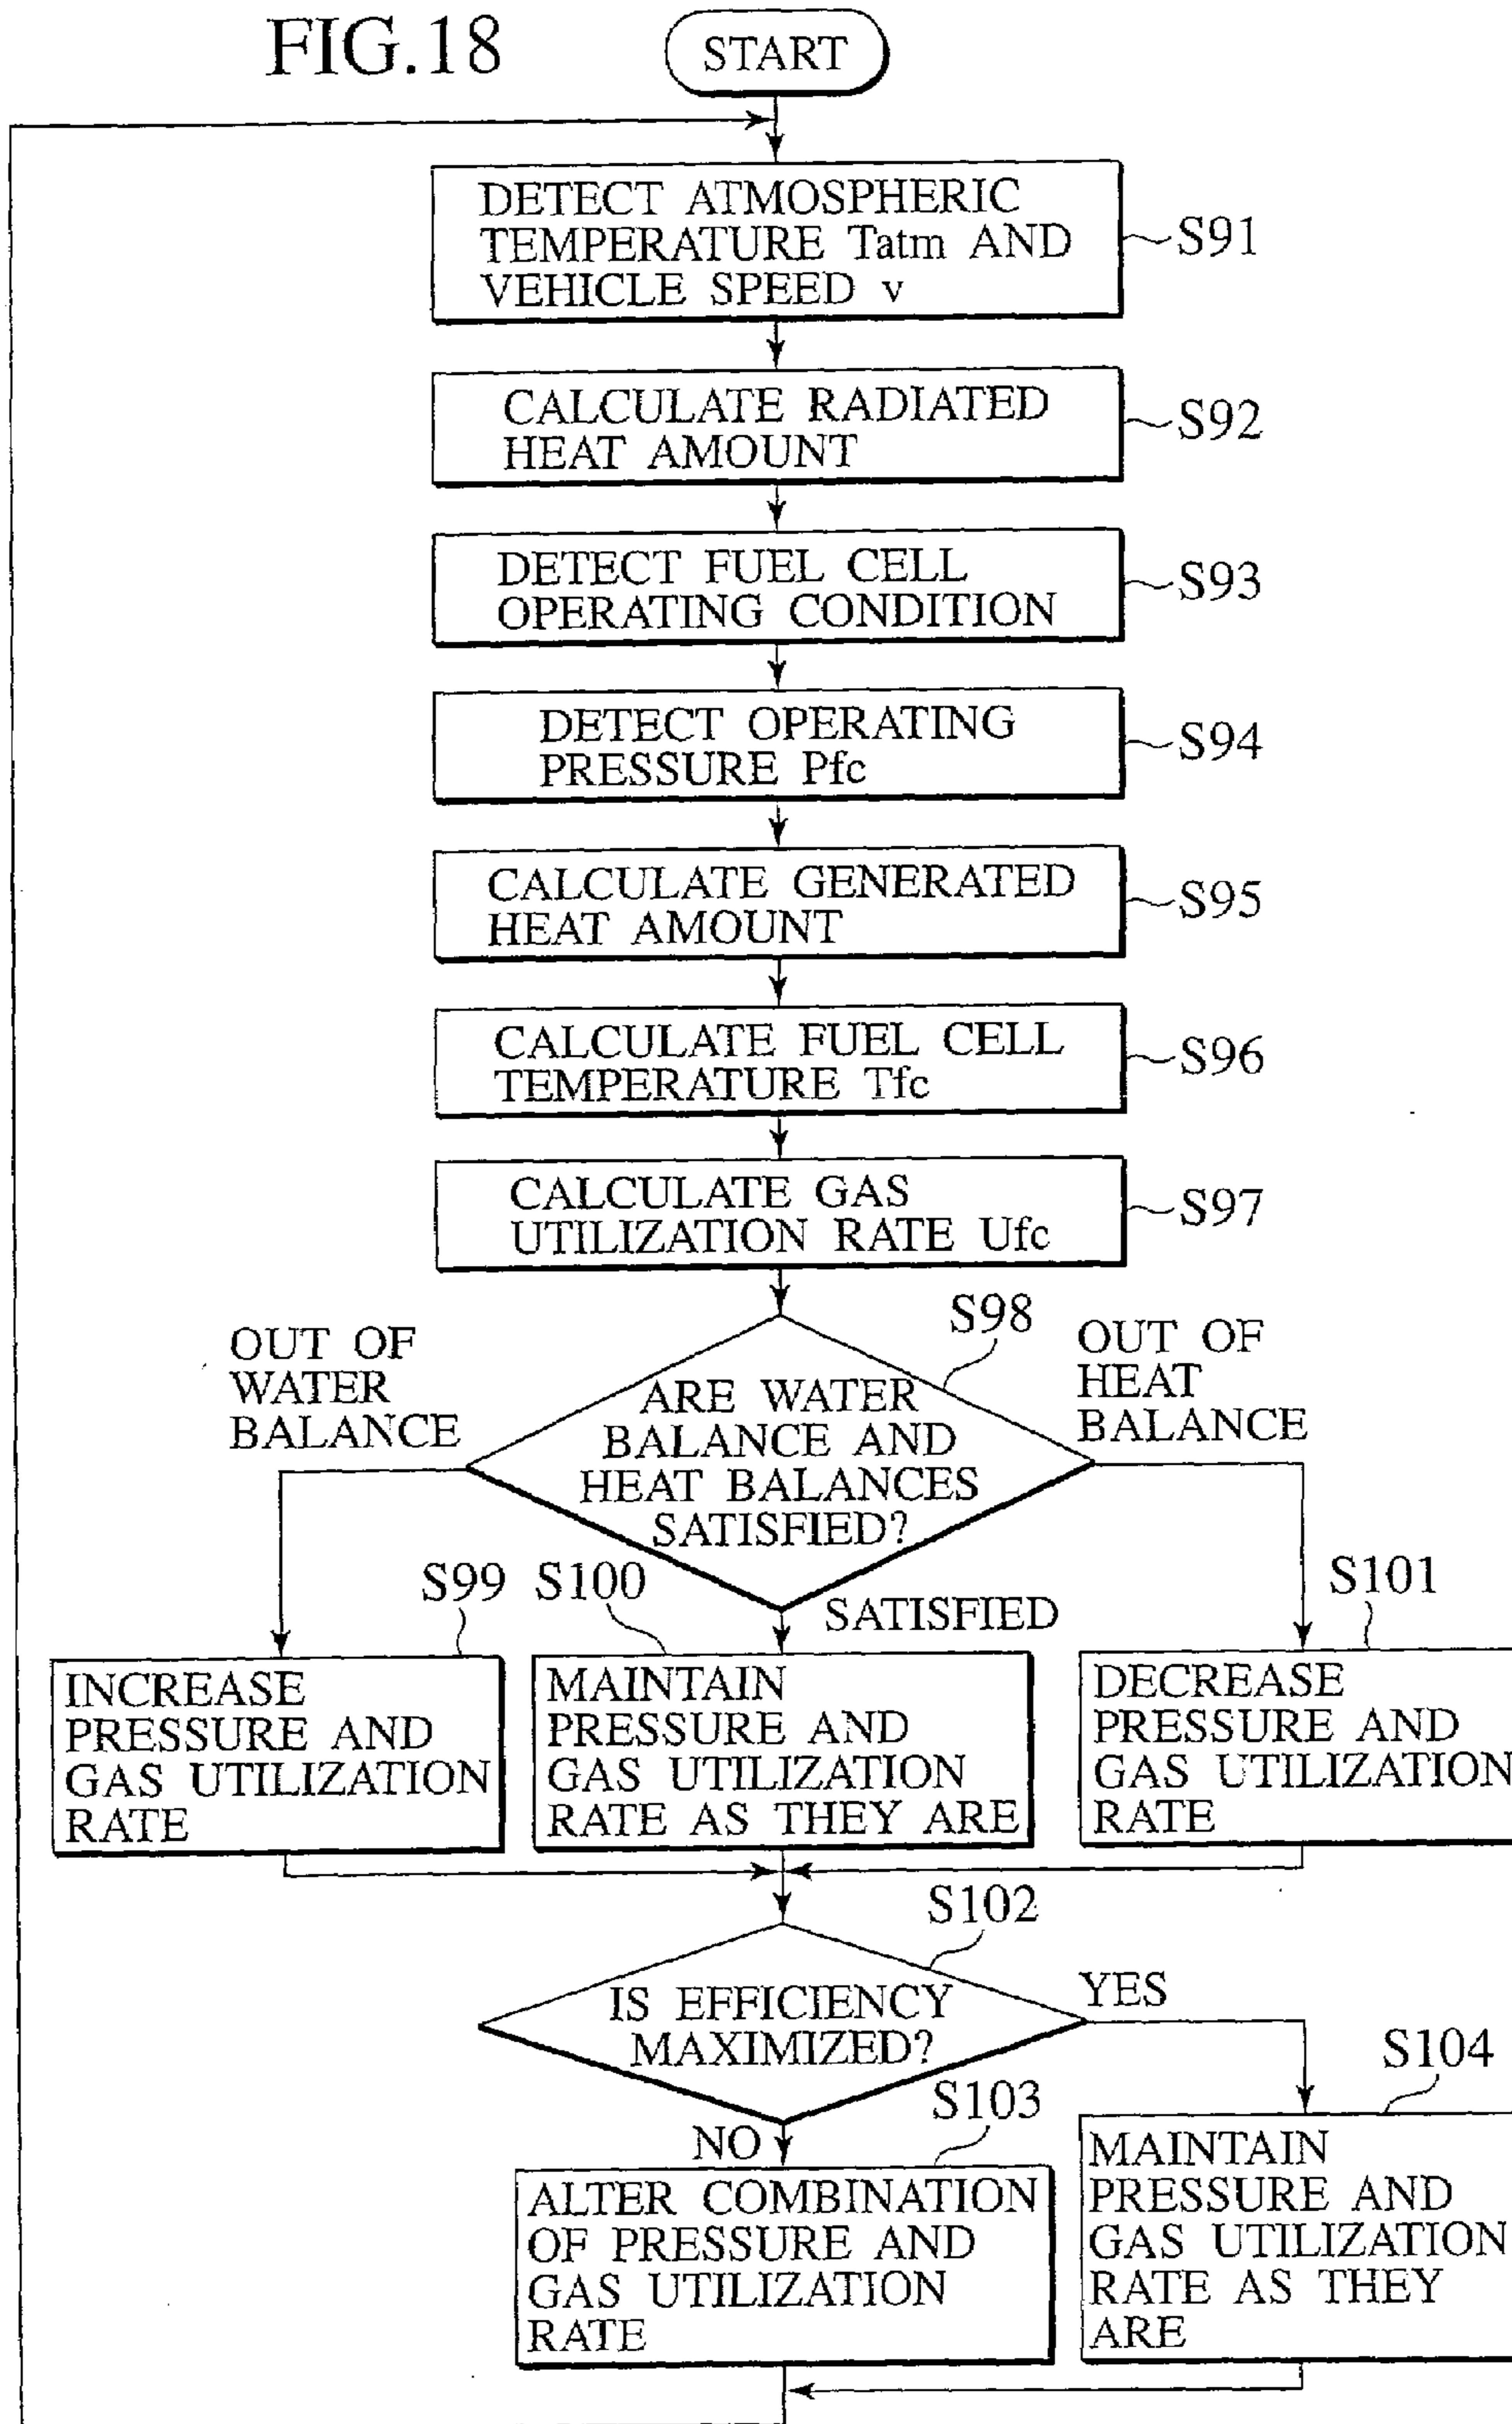 FIG.18
START
DETECT ATMOSPHERIC
TEMPERATURE Tatm AND
VEHICLE SPEED v
S91
CALCULATE RADIATED
HEAT AMOUNT
S92
DETECT FUEL CELL
OPERATING CONDITION
S93
DETECT OPERATING
PRESSURE Pfc
S94
CALCULATE GENERATED
HEAT AMOUNT
S95
CALCULATE FUEL CELL
TEMPERATURE Tfc
S96
CALCULATE GAS
UTILIZATION RATE Ufc
S97
S98
OUT OF
WATER
BALANCE
ARE WATER
BALANCE AND
HEAT BALANCES
SATISFIED?
OUT OF
HEAT
BALANCE
S99
S100
SATISFIED
S101
INCREASE
PRESSURE AND
GAS UTILIZATION
RATE
MAINTAIN
PRESSURE AND
GAS UTILIZATION
RATE AS THEY ARE
DECREASE
PRESSURE AND
GAS UTILIZATION
RATE
S102
IS EFFICIENCY
MAXIMIZED?
YES
NO
S103
S104
ALTER COMBINATION
OF PRESSURE AND
GAS UTILIZATION
RATE
MAINTAIN
PRESSURE AND
GAS UTILIZATION
RATE AS THEY
ARE